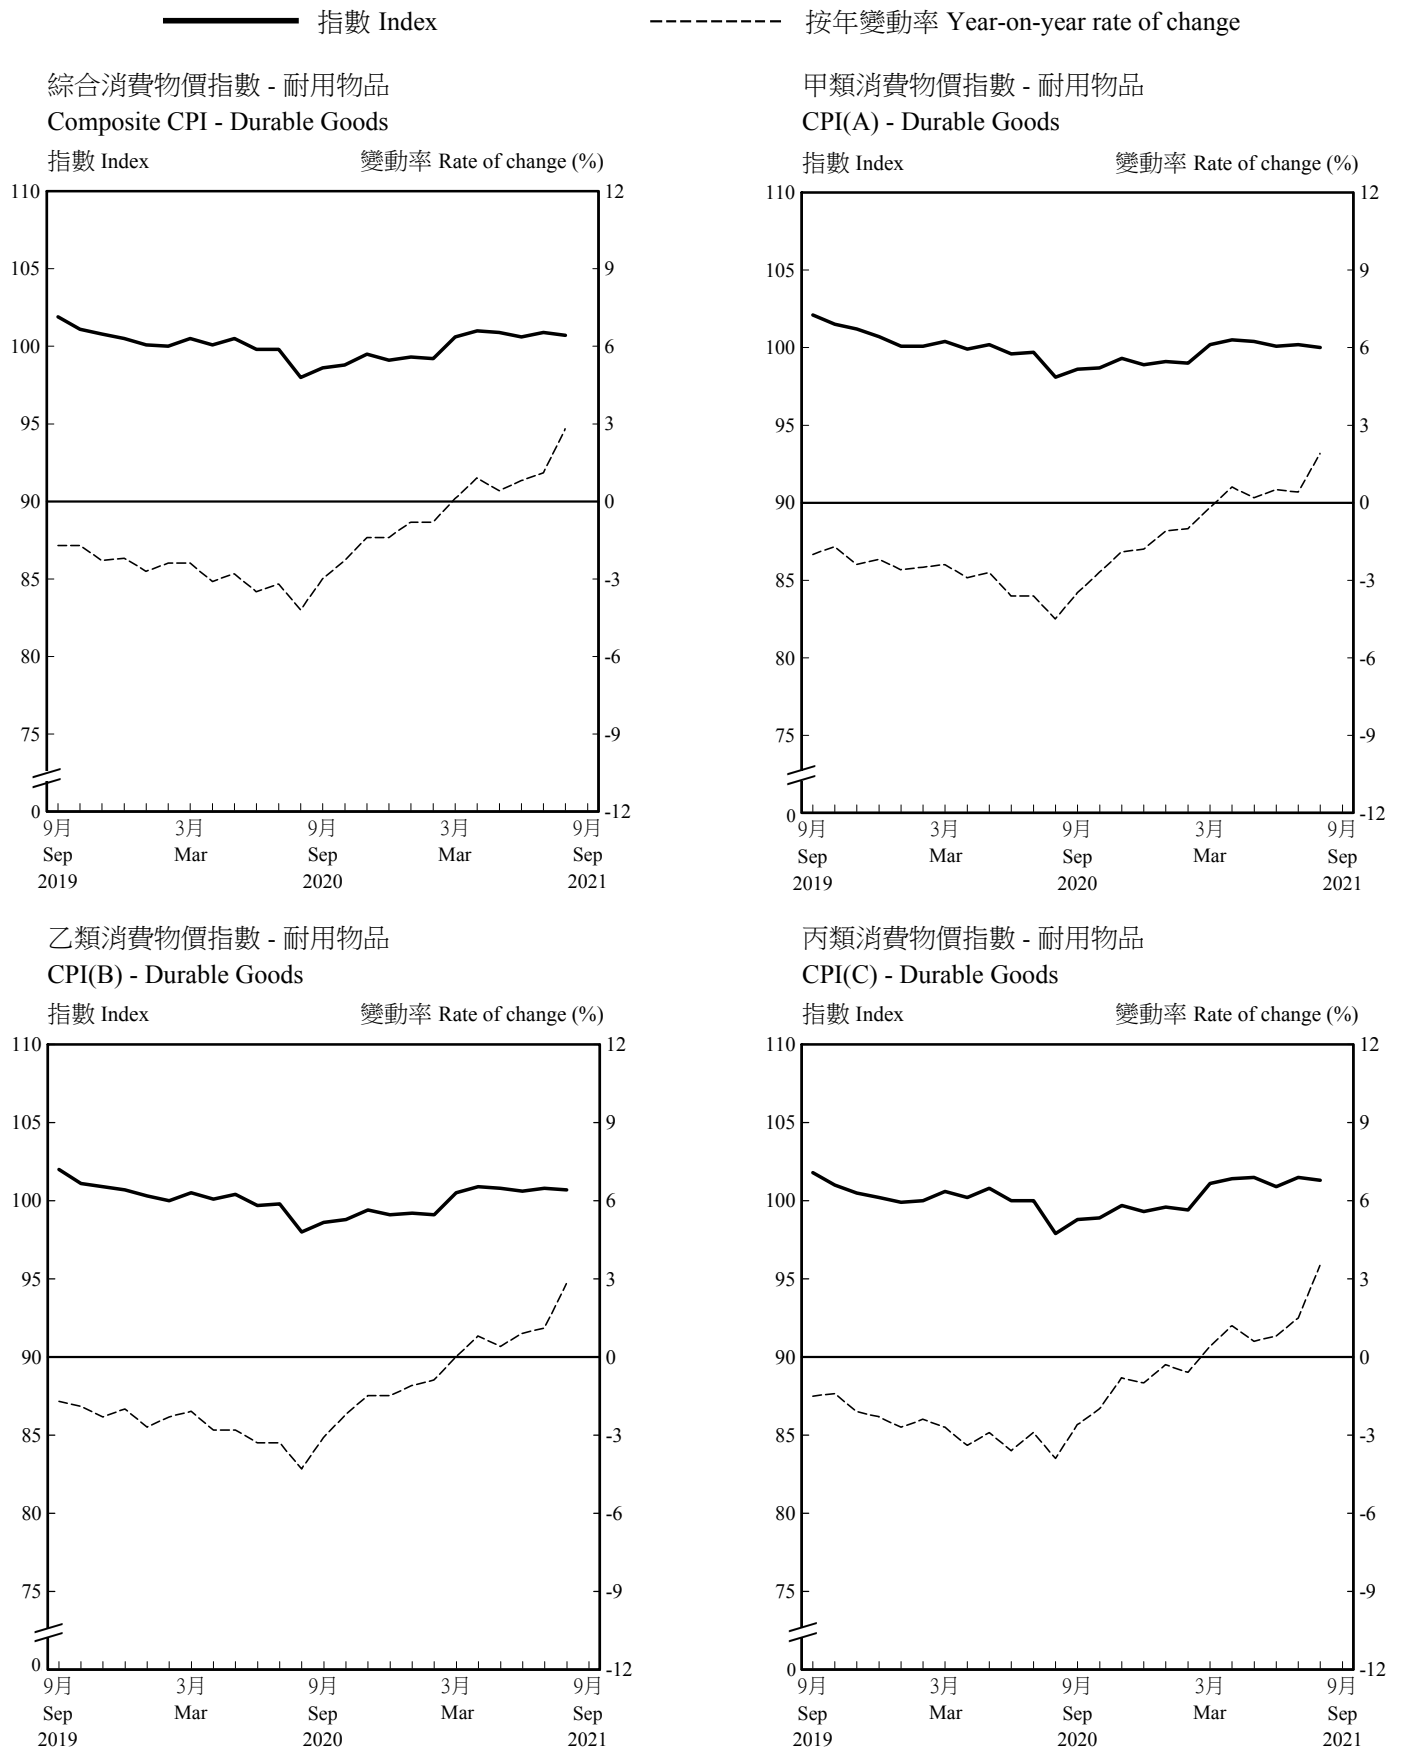 指數 Index
按年變動率 Year-on-year rate of change
綜合消費物價指數 - 耐用物品
Composite CPI - Durable Goods
指數 Index 變動率 Rate of change (%)
110 12
105 9
100 6
95 3
90 0
85 -3
80 -6
75 -9
0 -12
9月 3月 9月 3月 9月
Sep Mar Sep Mar Sep
2019 2020 2021
甲類消費物價指數 - 耐用物品
CPI(A) - Durable Goods
指數 Index 變動率 Rate of change (%)
110 12
105 9
100 6
95 3
90 0
85 -3
80 -6
75 -9
0 -12
9月 3月 9月 3月 9月
Sep Mar Sep Mar Sep
2019 2020 2021
乙類消費物價指數 - 耐用物品
CPI(B) - Durable Goods
指數 Index 變動率 Rate of change (%)
110 12
105 9
100 6
95 3
90 0
85 -3
80 -6
75 -9
0 -12
9月 3月 9月 3月 9月
Sep Mar Sep Mar Sep
2019 2020 2021
丙類消費物價指數 - 耐用物品
CPI(C) - Durable Goods
指數 Index 變動率 Rate of change (%)
110 12
105 9
100 6
95 3
90 0
85 -3
80 -6
75 -9
0 -12
9月 3月 9月 3月 9月
Sep Mar Sep Mar Sep
2019 2020 2021